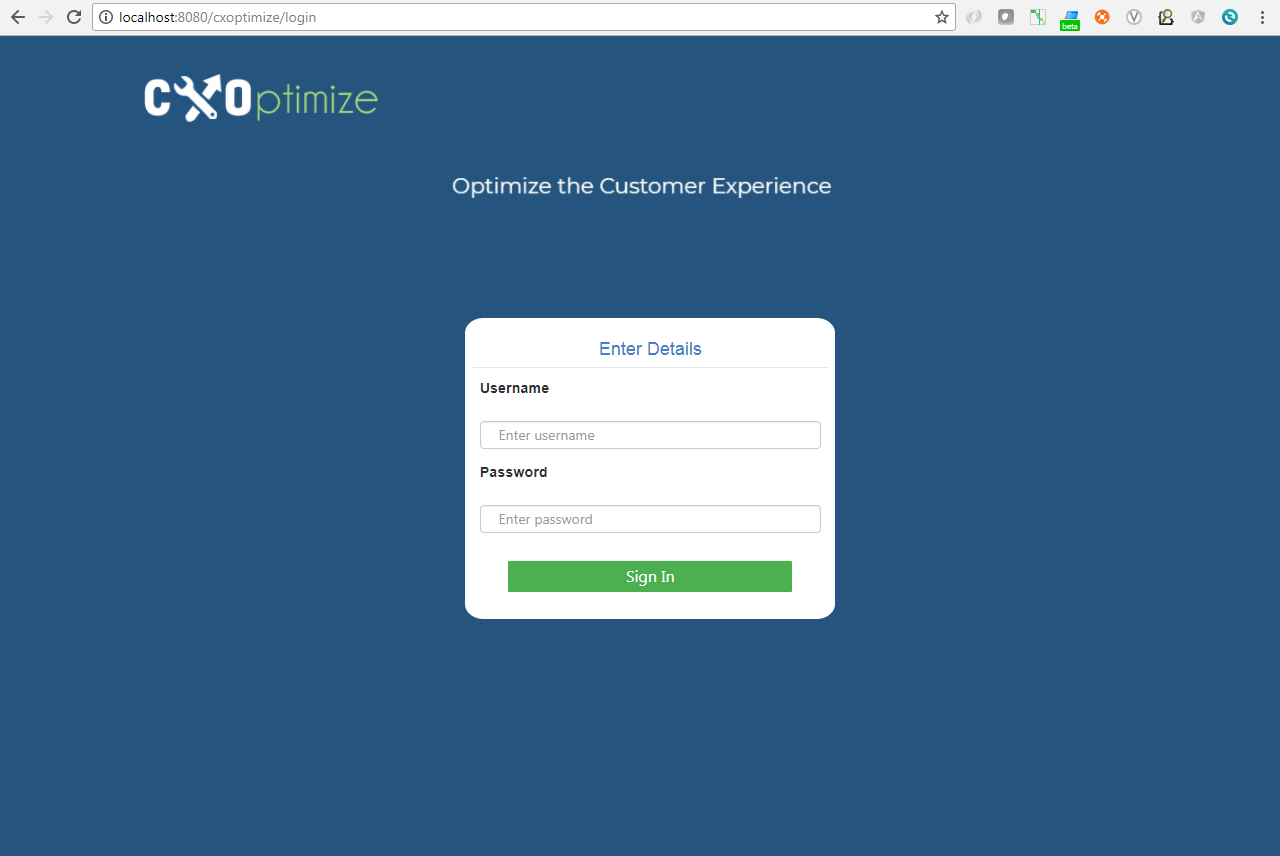 localhost:8080/cxoptimize/login
beta
CXOptimize
Optimize the Customer Experience
Enter Details
Username
Enter username
Password
Enter password
Sign In